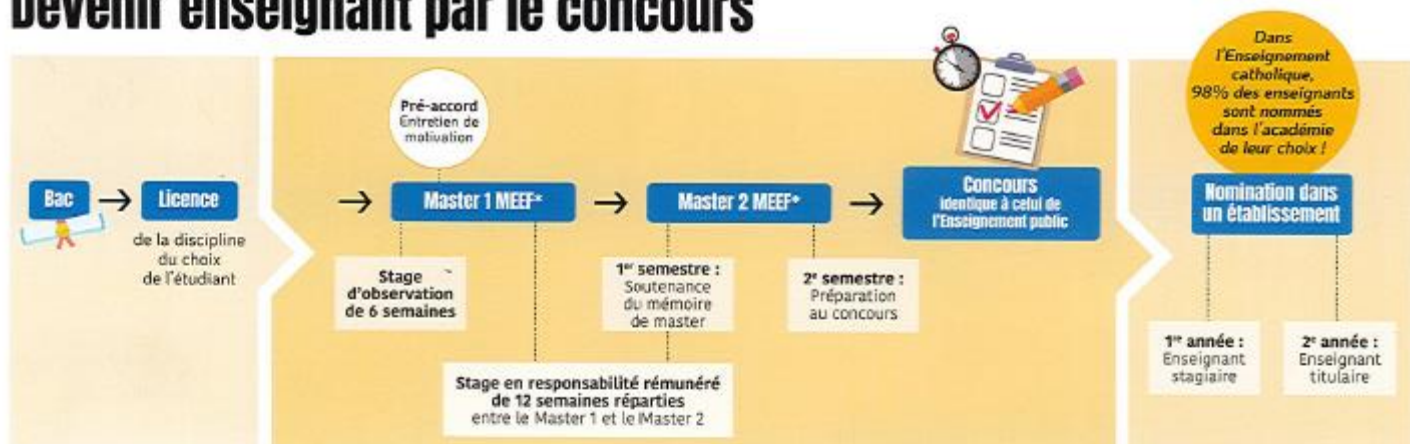 Devenir enseignant par le concours
Bac
Licence
de la discipline
du choix
de l'étudiant
Pré-accord
Entretien de
motivation
Master 1 MEEF*
Stage
d'observation
de 6 semaines
Master 2 MEEF*
1er semestre :
Soutenance
du mémoire
de master
2e semestre :
Préparation
au concours
Stage en responsabilité rémunéré
de 12 semaines réparties
entre le Master 1 et le Master 2
Concours
identique à celui de
l'Enseignement public
Dans
l'Enseignement
catholique,
98% des enseignants
sont nommés
dans l'académie
de leur choix !
Nomination dans
un établissement
1re année :
Enseignant
stagiaire
2e année :
Enseignant
titulaire